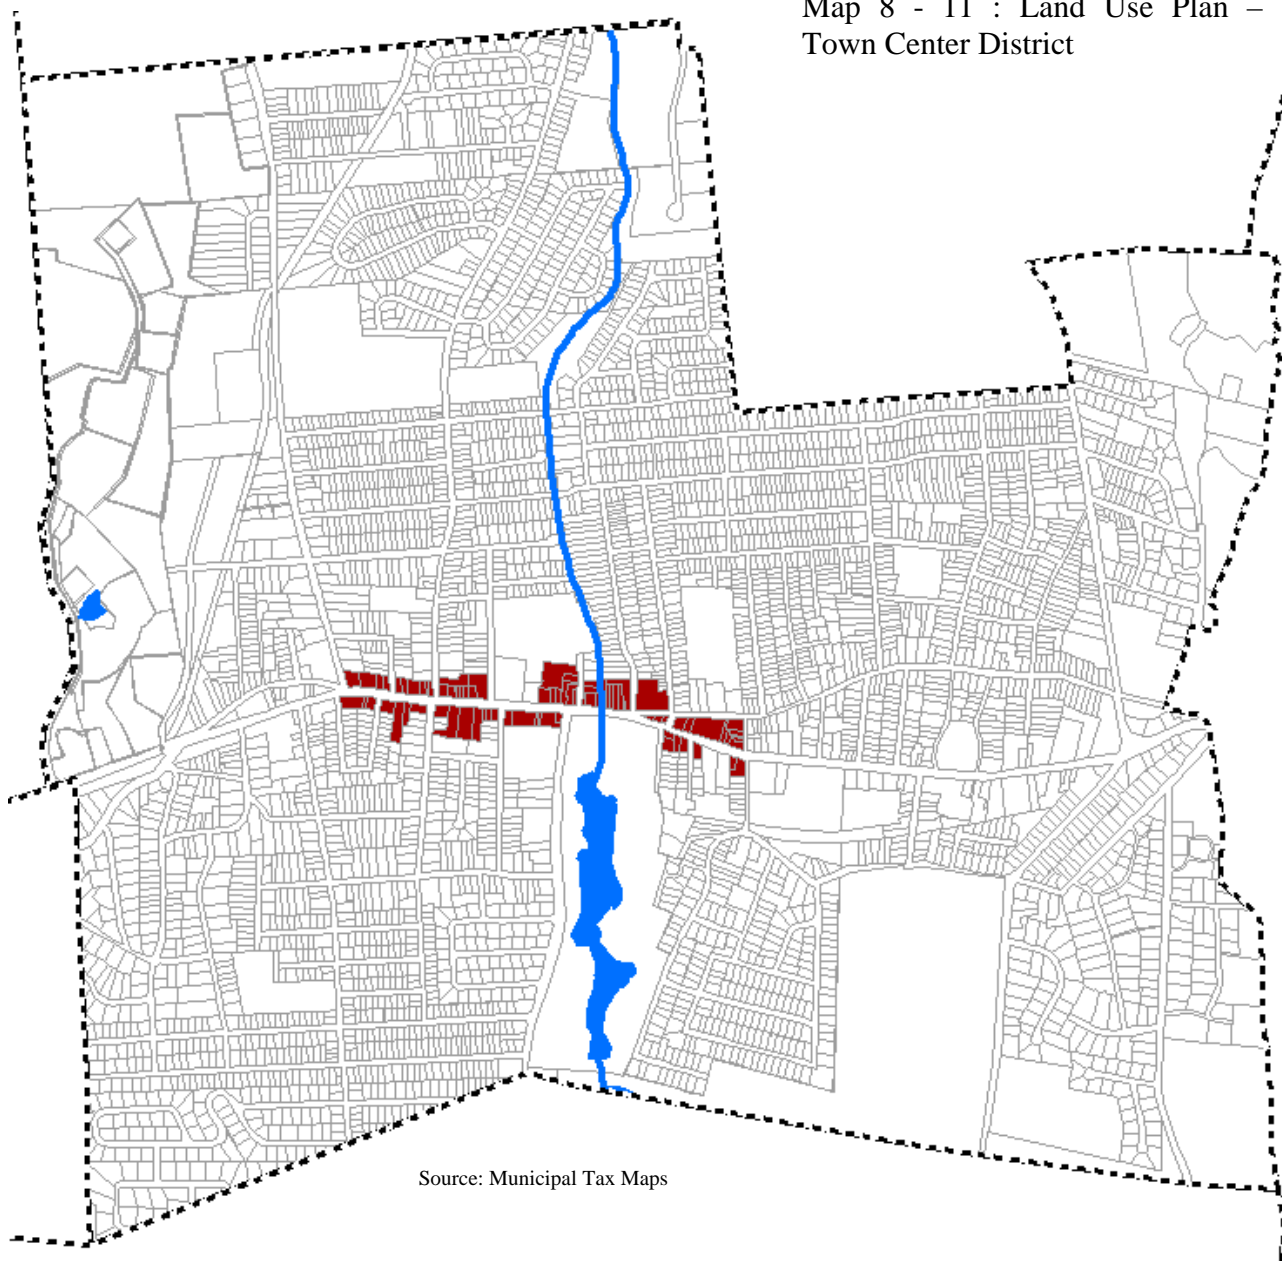 Map 8 - 11 : Land Use Plan –
Town Center District
Source: Municipal Tax Maps